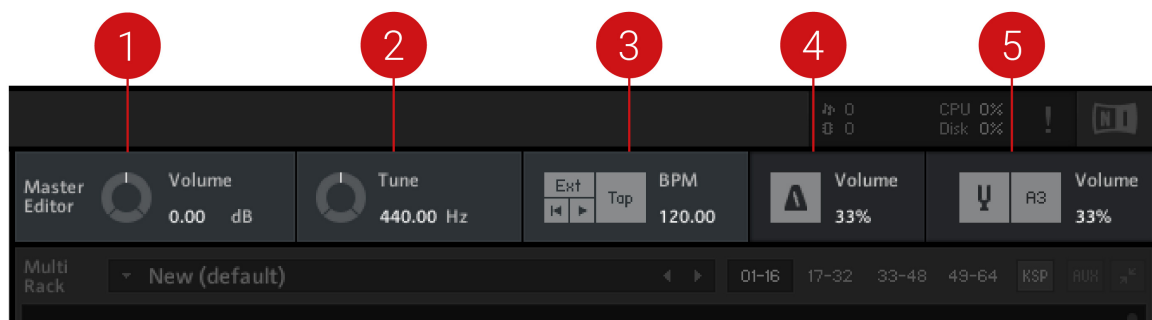 1 2 3 4 5
0 CPU 0%
0 Disk 0% ! NI
Master Editor
Volume
0.00 dB
Tune
440.00 Hz
Ext Tap
BPM
120.00
Volume
33%
A3
Volume
33%
Multi Rack
New (default)
01-16 17-32 33-48 49-64 KSP AUX